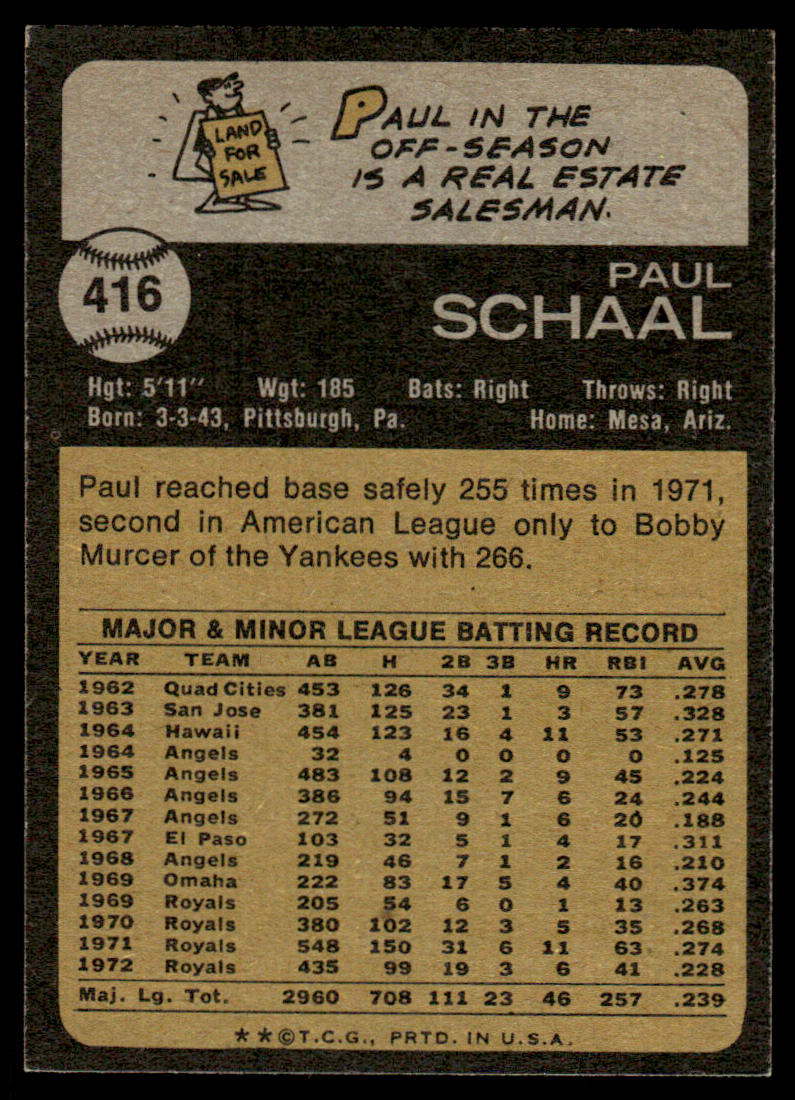 LAND
FOR
SALE
PAUL IN THE
OFF-SEASON
IS A REAL ESTATE
SALESMAN.
416
PAUL
SCHAAL
Hgt: 5'11" Wgt: 185 Bats: Right Throws: Right
Born: 3-3-43, Pittsburgh, Pa. Home: Mesa, Ariz.
Paul reached base safely 255 times in 1971,
second in American League only to Bobby
Murcer of the Yankees with 266.
MAJOR & MINOR LEAGUE BATTING RECORD
YEAR TEAM AB H 2B 3B HR RBI AVG
1962 Quad Cities 453 126 34 1 9 73 .278
1963 San Jose 381 125 23 1 3 57 .328
1964 Hawaii 454 123 16 4 11 53 .271
1964 Angels 32 4 0 0 0 0 .125
1965 Angels 483 108 12 2 9 45 .224
1966 Angels 386 94 15 7 6 24 .244
1967 Angels 272 51 9 1 6 20 .188
1967 El Paso 103 32 5 1 4 17 .311
1968 Angels 219 46 7 1 2 16 .210
1969 Omaha 222 83 17 5 4 40 .374
1969 Royals 205 54 6 0 1 13 .263
1970 Royals 380 102 12 3 5 35 .268
1971 Royals 548 150 31 6 11 63 .274
1972 Royals 435 99 19 3 6 41 .228
Maj. Lg. Tot. 2960 708 111 23 46 257 .239
**©T.C.G., PRTD. IN U.S.A.